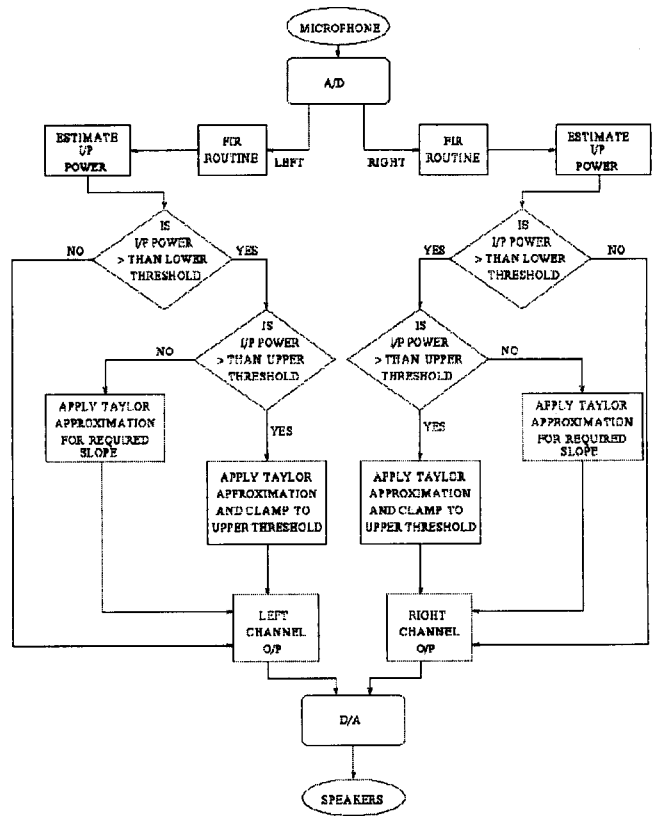 MICROPHONE
A/D
ESTIMATE
I/P
POWER
FIR
ROUTINE
LEFT
RIGHT
FIR
ROUTINE
ESTIMATE
I/P
POWER
IS
I/P POWER
> THAN LOWER
THRESHOLD
NO
YES
IS
I/P POWER
> THAN LOWER
THRESHOLD
YES
NO
IS
I/P POWER
> THAN UPPER
THRESHOLD
NO
YES
IS
I/P POWER
> THAN UPPER
THRESHOLD
NO
YES
APPLY TAYLOR
APPROXIMATION
FOR REQUIRED
SLOPE
APPLY TAYLOR
APPROXIMATION
FOR REQUIRED
SLOPE
APPLY TAYLOR
APPROXIMATION
AND CLAMP TO
UPPER THRESHOLD
APPLY TAYLOR
APPROXIMATION
AND CLAMP TO
UPPER THRESHOLD
LEFT
CHANNEL
O/P
RIGHT
CHANNEL
O/P
D/A
SPEAKERS